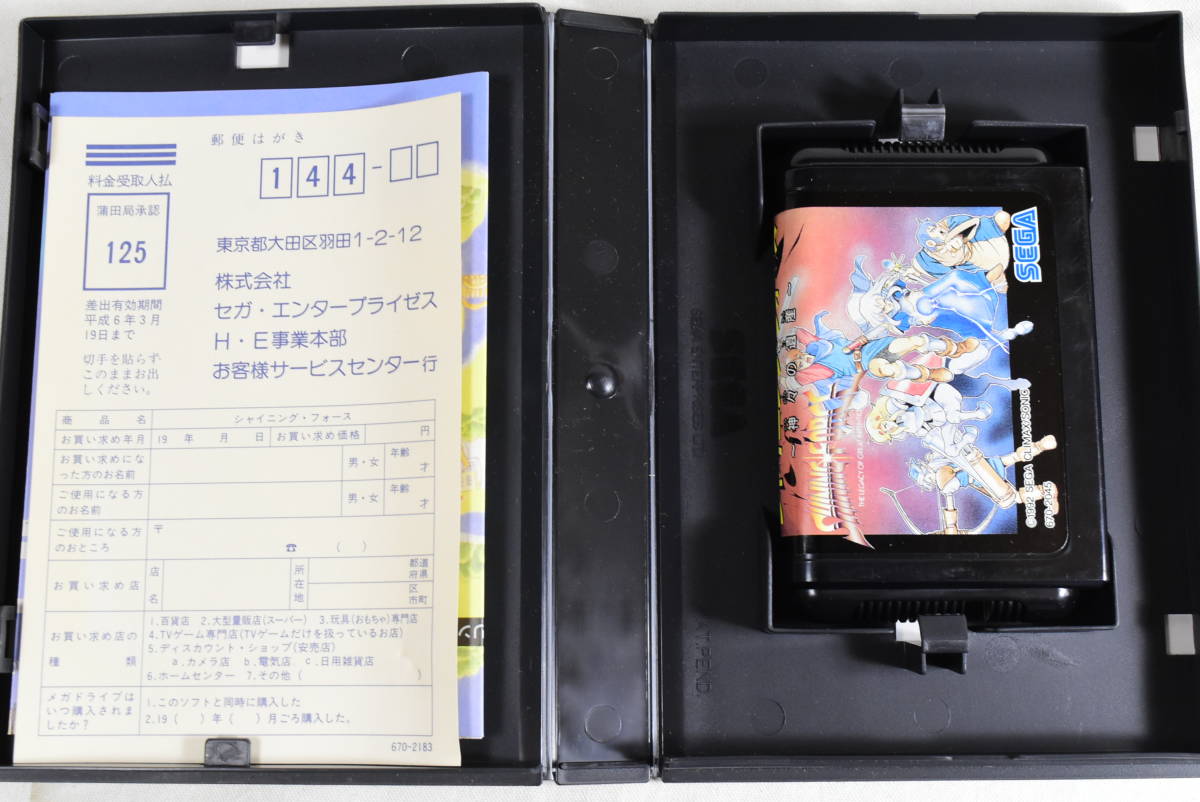 郵便はがき
144-
料金受取人払
蒲田局承認
125
差出有効期間
平成6年3月
19日まで
切手を貼らず
このままお出
しください。
東京都大田区羽田1-2-12
株式会社
セガ・エンタープライゼス
H・E事業本部
お客様サービスセンター行
商品名 シャイニング・フォース
お買い求め年月 19 年 月 日 お買い求め価格 円
お買い求めにな
った方のお名前 男・女 年齢 才
ご使用になる方
のお名前 男・女 年齢 才
ご使用になる方
のおところ 〒 ☎ ( )
お買い求め店 店名 所在地 都道府県 区市町
お買い求め店の種類
1.百貨店 2.大型量販店(スーパー) 3.玩具(おもちゃ)専門店
4.TVゲーム専門店(TVゲームだけを扱っているお店)
5.ディスカウント・ショップ(安売店)
a.カメラ店 b.電気店 c.日用雑貨店
6.ホームセンター 7.その他( )
メガドライブは
いつ購入されま
したか?
1.このソフトと同時に購入した
2.19( )年( )月ごろ購入した。
670-2183
SEGA
~神々の遺産~
SHINING FORCE
THE LEGACY OF GREAT INTENTION
©1992 SEGA CLIMAX・SONIC
670-2045